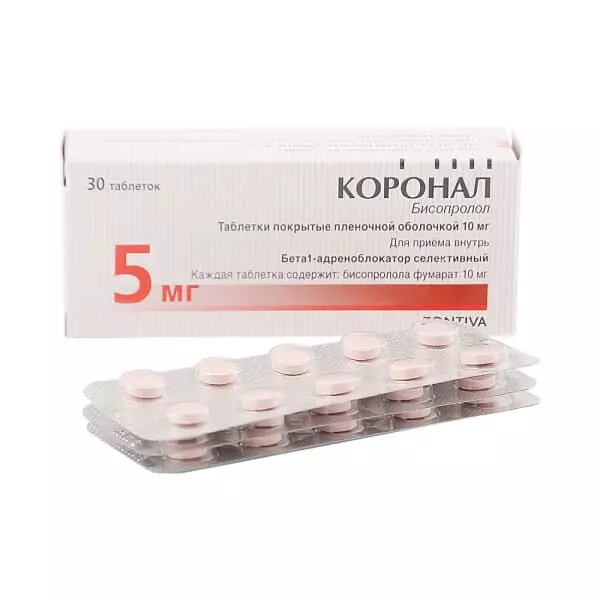 30 таблеток
КОРОНАЛ
Бисопролол
Таблетки покрытые пленочной оболочкой 10 мг
Для приёма внутрь
Бета1-адреноблокатор селективный
Каждая таблетка содержит: бисопролола фумарат 10 мг
5 мг